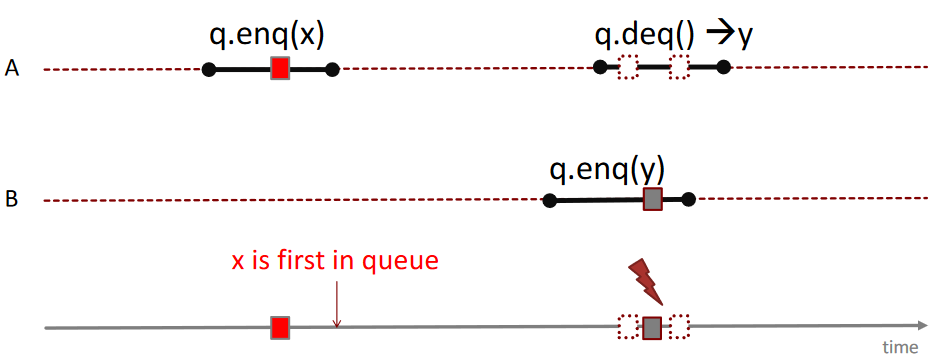 q.enq(x)
q.deq() →y
A
q.enq(y)
B
x is first in queue
time